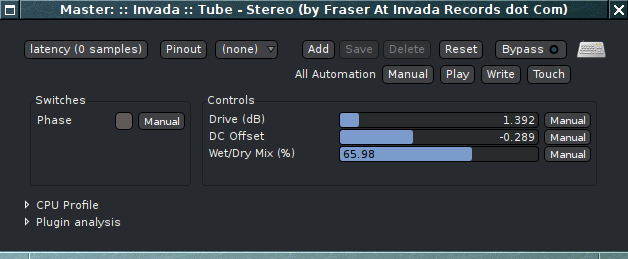 Master: :: Invada :: Tube - Stereo (by Fraser At Invada Records dot Com)
latency (0 samples) Pinout (none) Add Save Delete Reset Bypass
All Automation Manual Play Write Touch
Switches Controls
Phase Manual Drive (dB) 1.392 Manual
DC Offset -0.289 Manual
Wet/Dry Mix (%) 65.98 Manual
CPU Profile
Plugin analysis